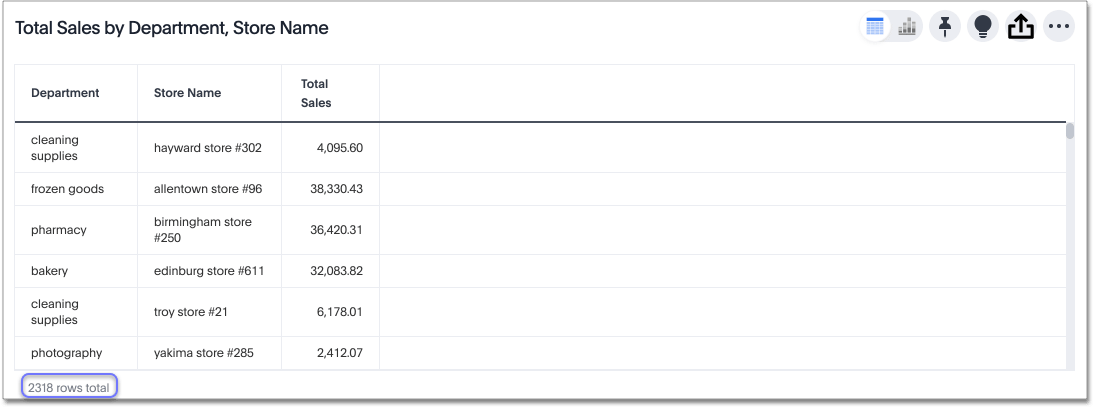 Total Sales by Department, Store Name
Department Store Name Total
Sales
cleaning
supplies hayward store #302 4,095.60
frozen goods allentown store #96 38,330.43
pharmacy birmingham store
#250 36,420.31
bakery edinburg store #611 32,083.82
cleaning
supplies troy store #21 6,178.01
photography yakima store #285 2,412.07
2318 rows total